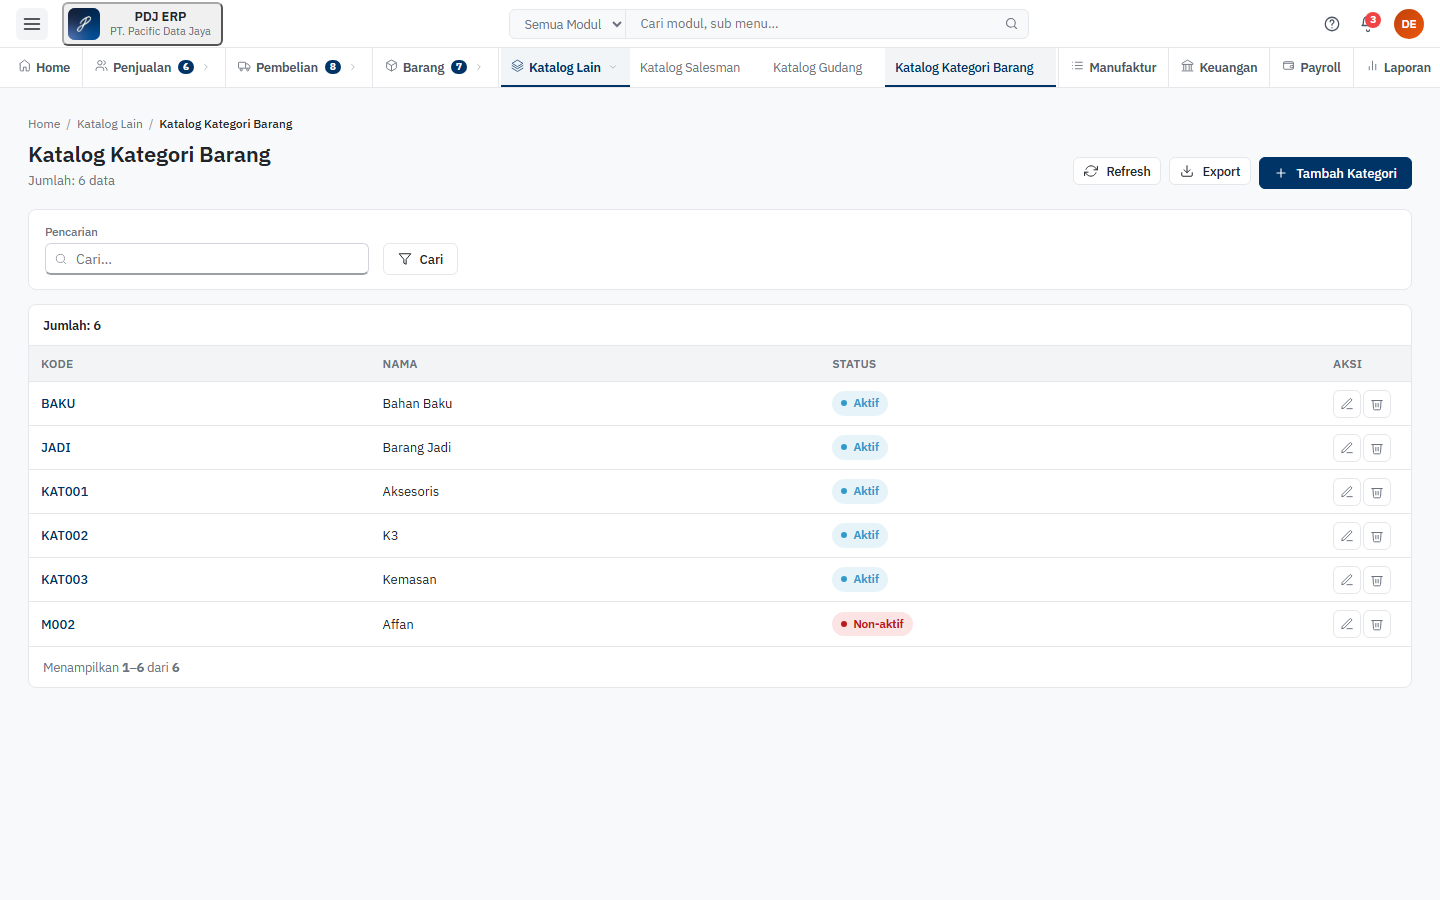 PDJ ERP
PT. Pacific Data Jaya
Semua Modul
Cari modul, sub menu...
3
DE
Home
Penjualan 6
Pembelian 8
Barang 7
Katalog Lain
Katalog Salesman
Katalog Gudang
Katalog Kategori Barang
Manufaktur
Keuangan
Payroll
Laporan
Home / Katalog Lain / Katalog Kategori Barang
Katalog Kategori Barang
Jumlah: 6 data
Refresh
Export
Tambah Kategori
Pencarian
Cari...
Cari
Jumlah: 6
KODE NAMA STATUS AKSI
BAKU Bahan Baku Aktif
JADI Barang Jadi Aktif
KAT001 Aksesoris Aktif
KAT002 K3 Aktif
KAT003 Kemasan Aktif
M002 Affan Non-aktif
Menampilkan 1–6 dari 6